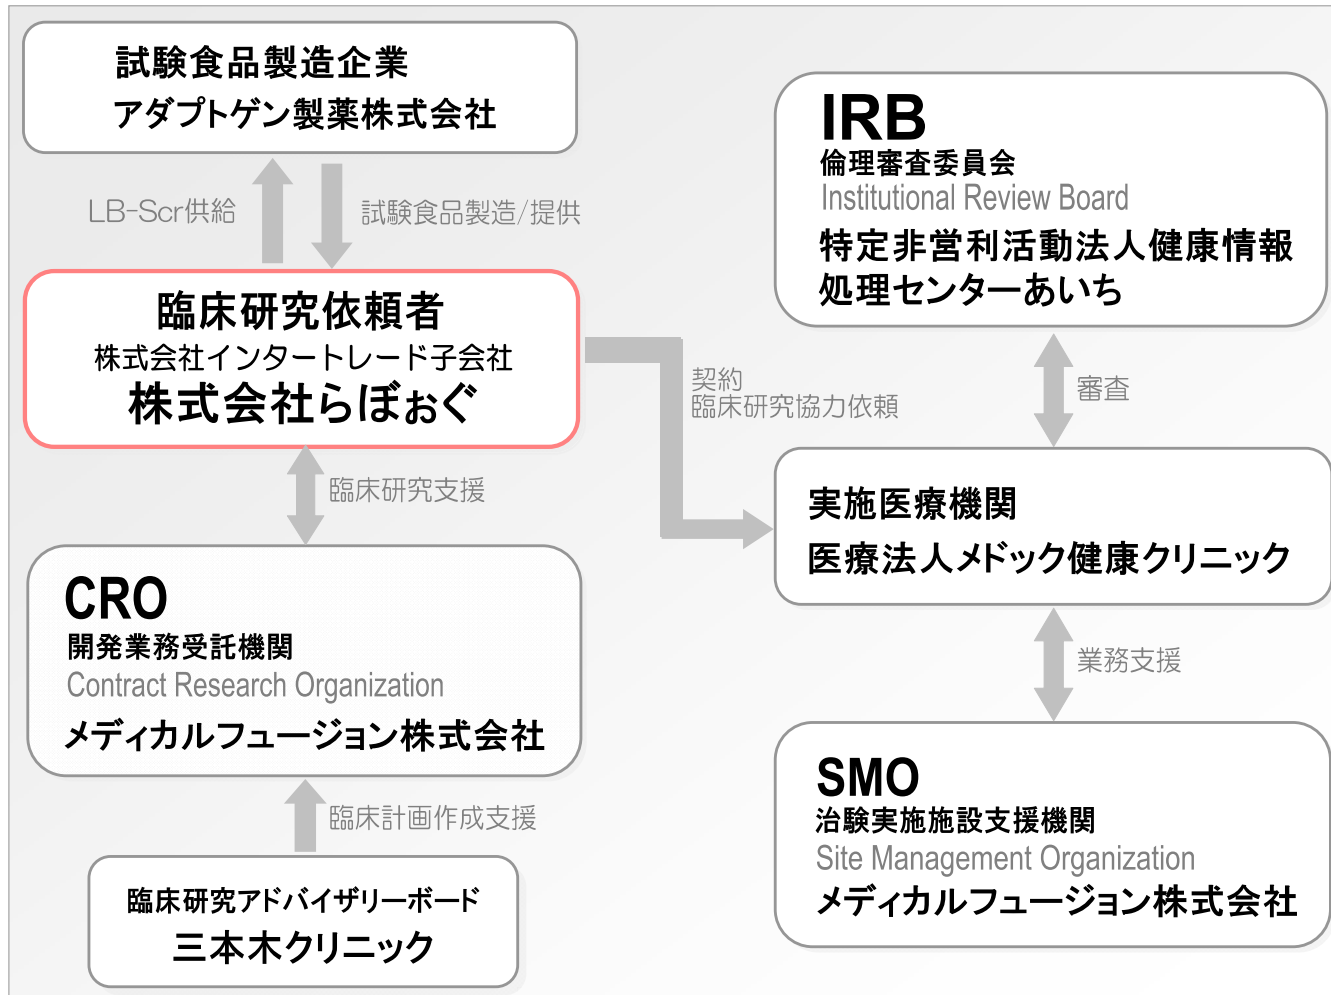 試験食品製造企業
アダプトゲン製薬株式会社
LB-Scr供給
試験食品製造/提供
臨床研究依頼者
株式会社インタートレード子会社
株式会社らぼぉぐ
臨床研究支援
CRO
開発業務受託機関
Contract Research Organization
メディカルフュージョン株式会社
臨床計画作成支援
臨床研究アドバイザリーボード
三本木クリニック
契約
臨床研究協力依頼
IRB
倫理審査委員会
Institutional Review Board
特定非営利活動法人健康情報
処理センターあいち
審査
実施医療機関
医療法人メドック健康クリニック
業務支援
SMO
治験実施施設支援機関
Site Management Organization
メディカルフュージョン株式会社